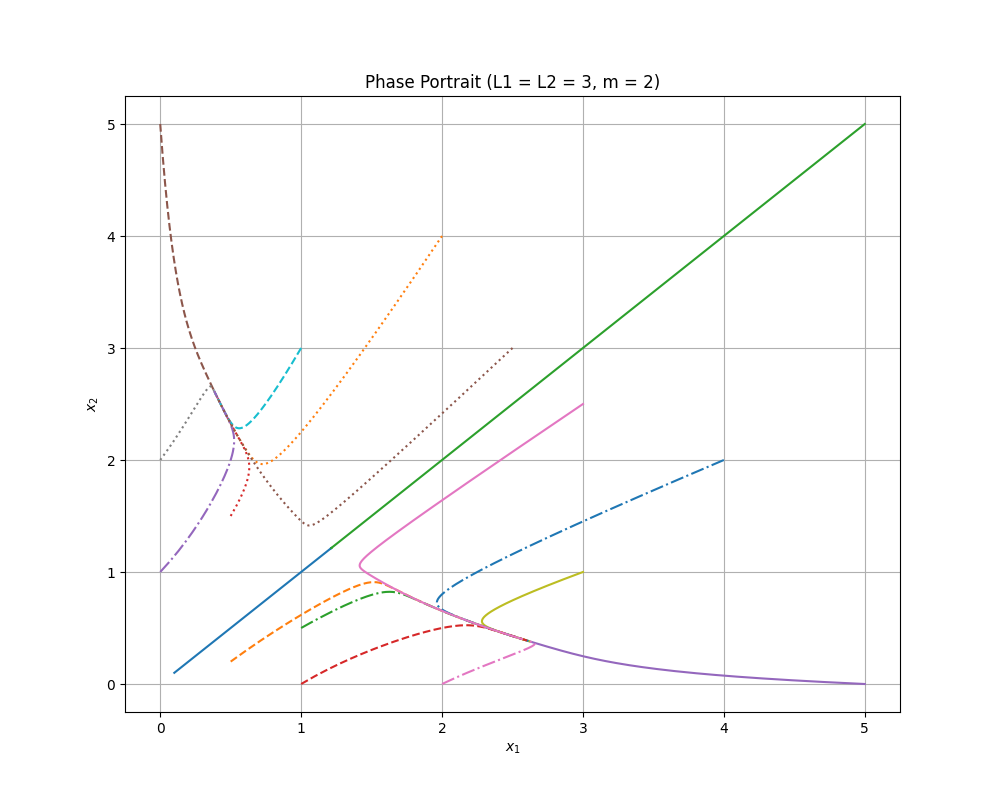 Phase Portrait (L1 = L2 = 3, m = 2)
5
4
3
2
1
0
x₂
0 1 2 3 4 5
x₁